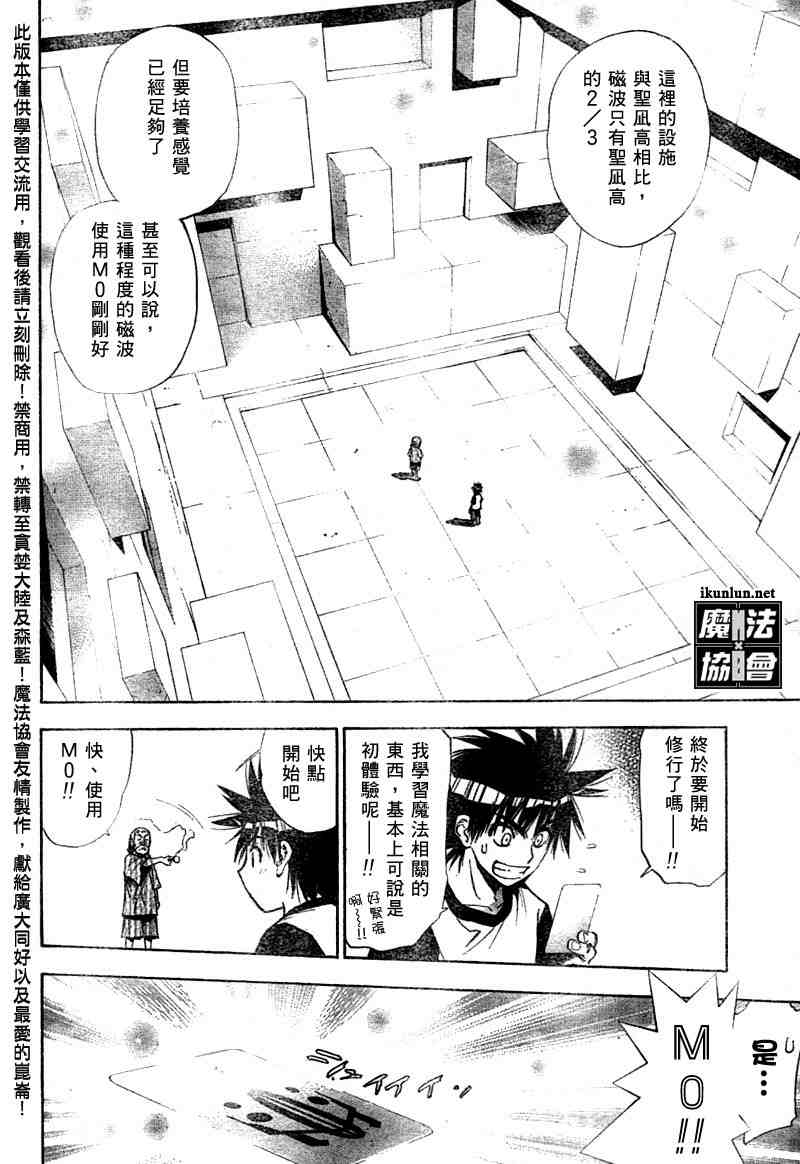 這裡的設施
與聖凪高相比，
磁波只有聖凪高
的2/3
但要培養感覺
已經足夠了
甚至可以說，
這種程度的磁波
使用M0剛剛好
ikunlun.net
魔法
M×0
協會
終於要開始
修行了嗎——!!
我學習魔法相關的
東西，基本上可說是
初體驗呢——!!
好緊張
啊～～!!
快點
開始吧
快、使用
M0!!
是…
M0!!
ズ イイイン
此版本僅供學習交流用，觀看後請立刻刪除！禁商用，禁轉至貪婪大陸及森藍！魔法協會友情製作，獻給廣大同好以及最愛的崑崙！